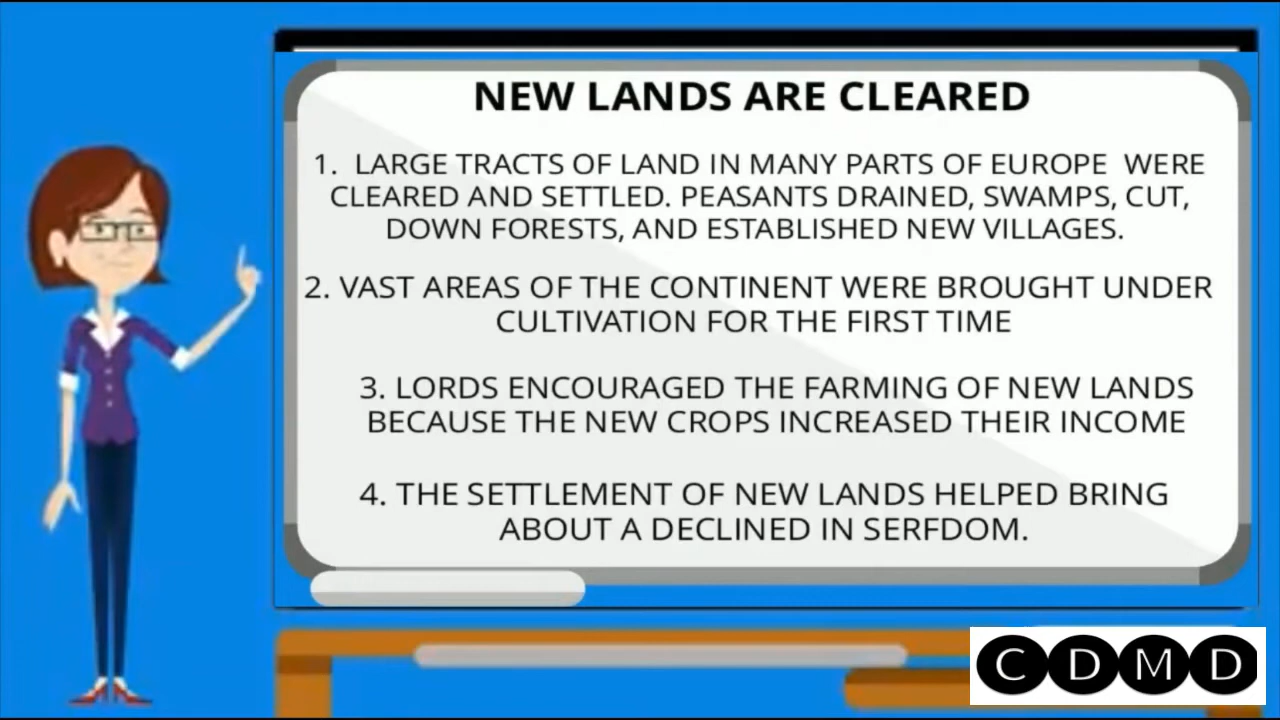 NEW LANDS ARE CLEARED
1. LARGE TRACTS OF LAND IN MANY PARTS OF EUROPE WERE
CLEARED AND SETTLED. PEASANTS DRAINED, SWAMPS, CUT,
DOWN FORESTS, AND ESTABLISHED NEW VILLAGES.
2. VAST AREAS OF THE CONTINENT WERE BROUGHT UNDER
CULTIVATION FOR THE FIRST TIME
3. LORDS ENCOURAGED THE FARMING OF NEW LANDS
BECAUSE THE NEW CROPS INCREASED THEIR INCOME
4. THE SETTLEMENT OF NEW LANDS HELPED BRING
ABOUT A DECLINED IN SERFDOM.
CDMD